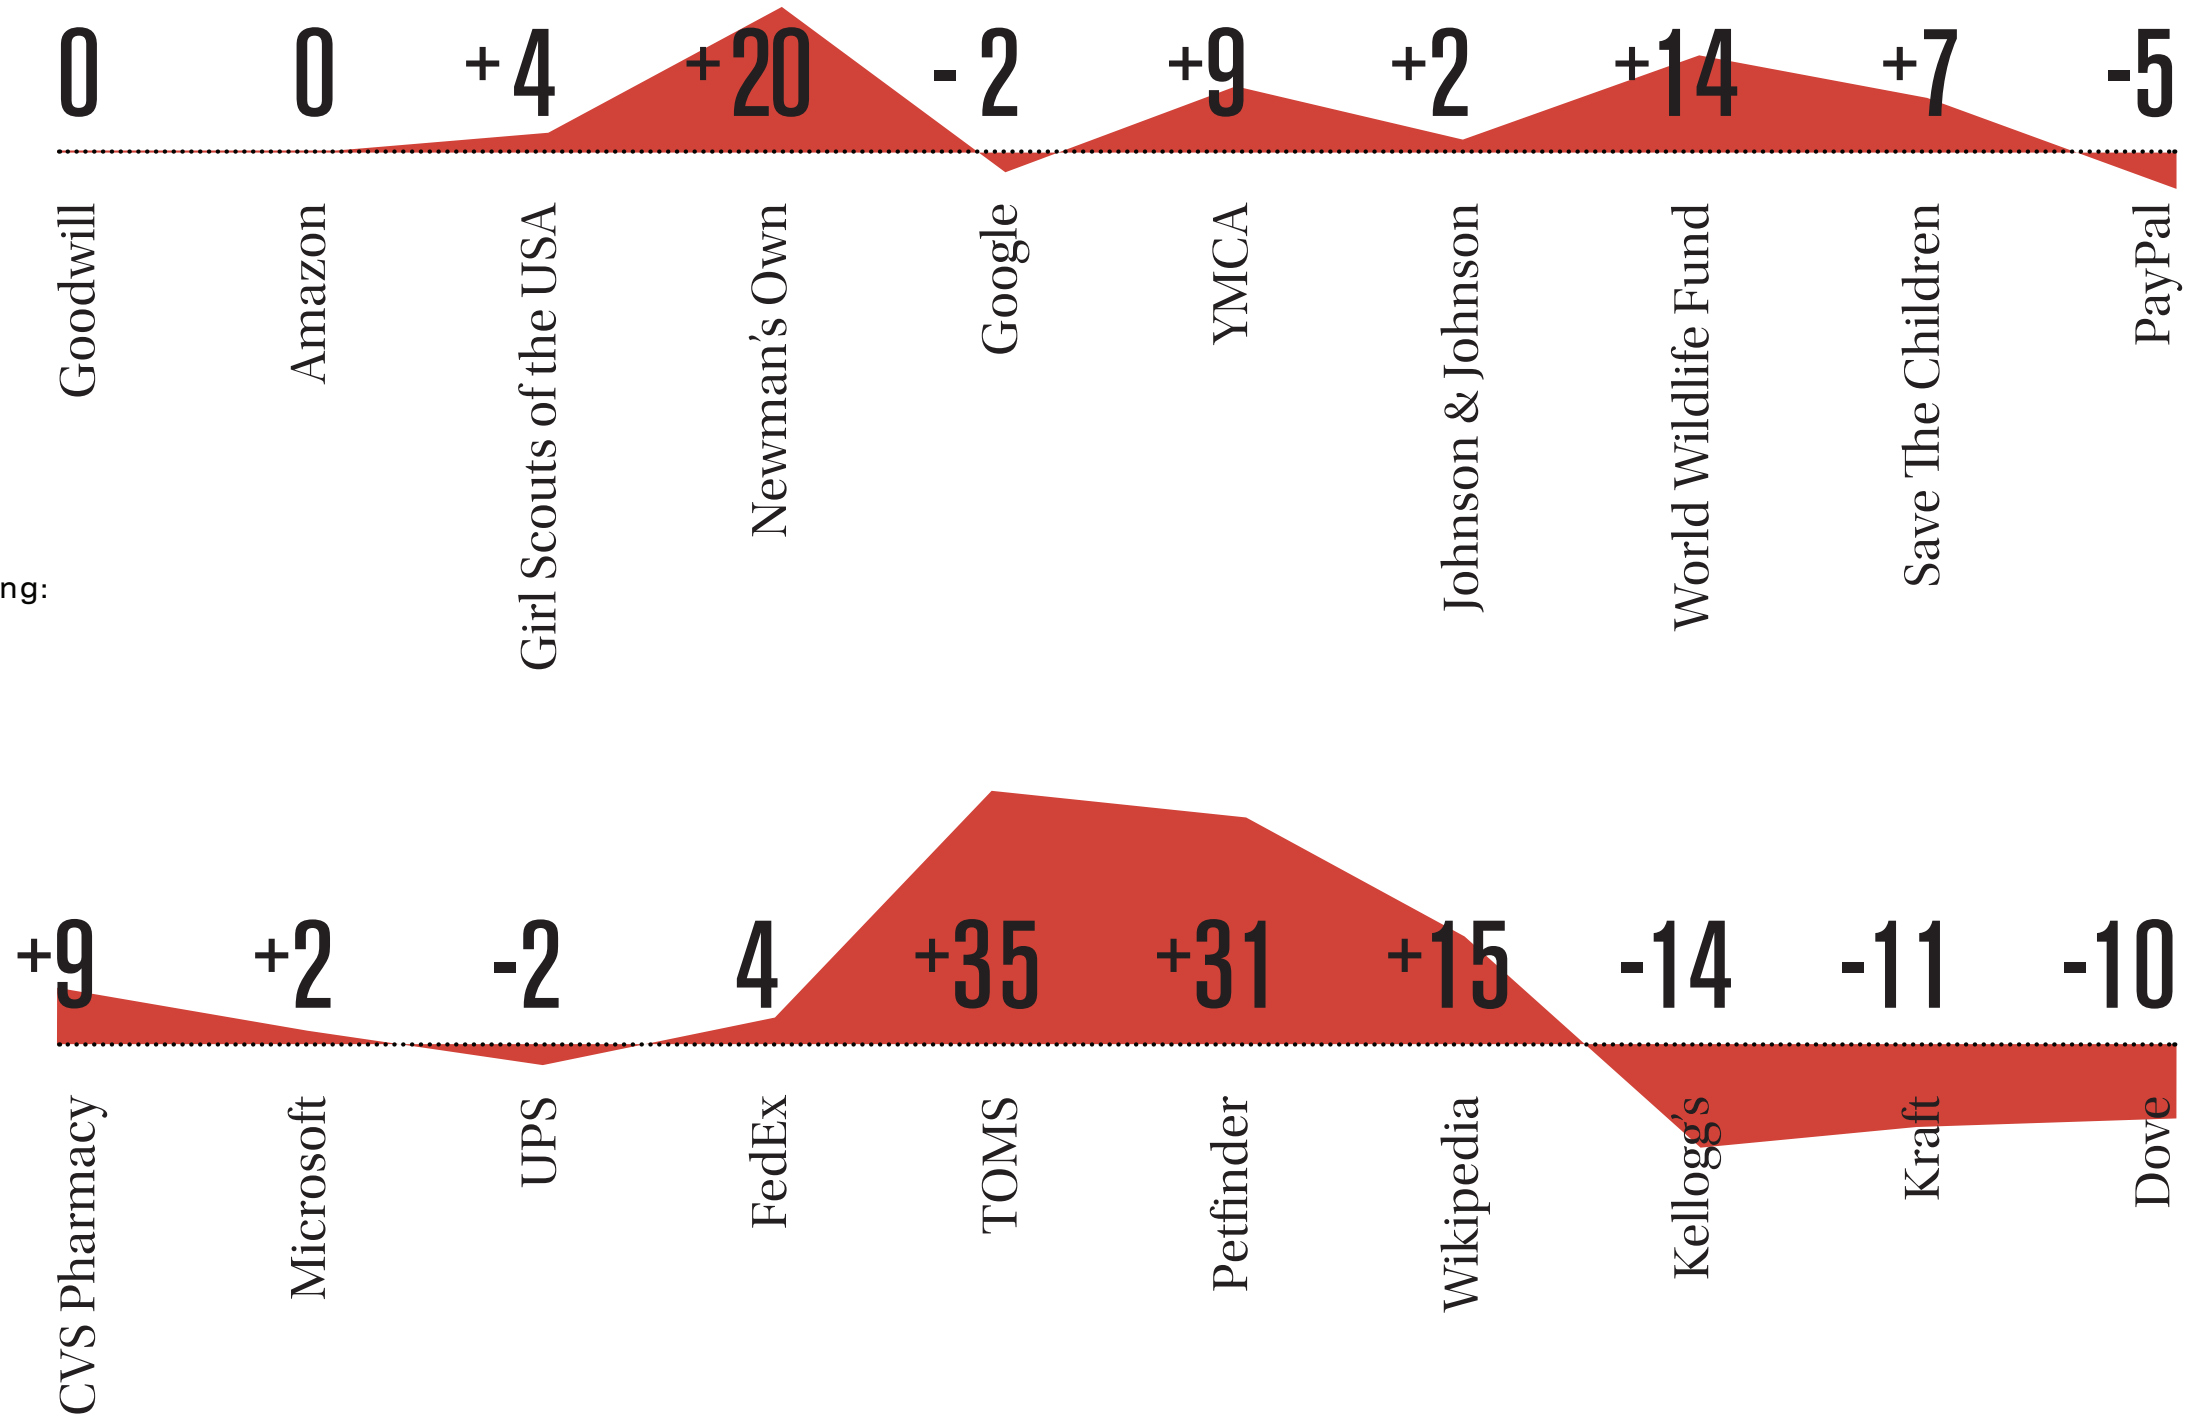 0 0 +4 +20 -2 +9 +2 +14 +7 -5
Goodwill
Amazon
Girl Scouts of the USA
Newman's Own
Google
YMCA
Johnson & Johnson
World Wildlife Fund
Save The Children
PayPal
ng:
+9 +2 -2 4 +35 +31 +15 -14 -11 -10
CVS Pharmacy
Microsoft
UPS
FedEx
TOMS
Petfinder
Wikipedia
Kellogg's
Kraft
Dove